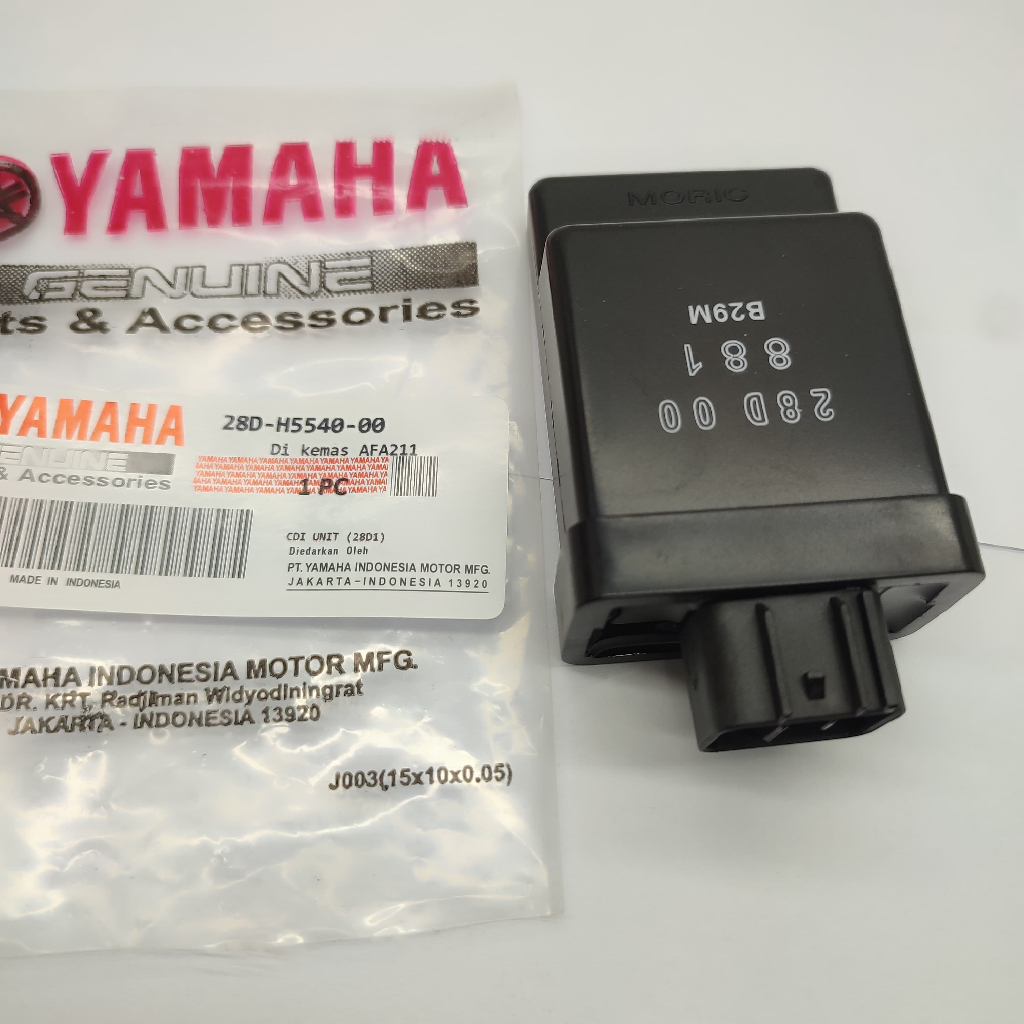 YAMAHA
GENUINE
ts & Accessories
YAMAHA
28D-H5540-00
Di kemas AFA211
ENUINE
& Accessories
1 PC
CDI UNIT (28D1)
Diedarkan Oleh
PT. YAMAHA INDONESIA MOTOR MFG.
JAKARTA-INDONESIA 13920
MADE IN INDONESIA
MAHA INDONESIA MOTOR MFG.
DR. KRT. Radjiman Widyodiningrat
JAKARTA - INDONESIA 13920
J003(15x10x0.05)
MORIC
28D 00
881
B29M